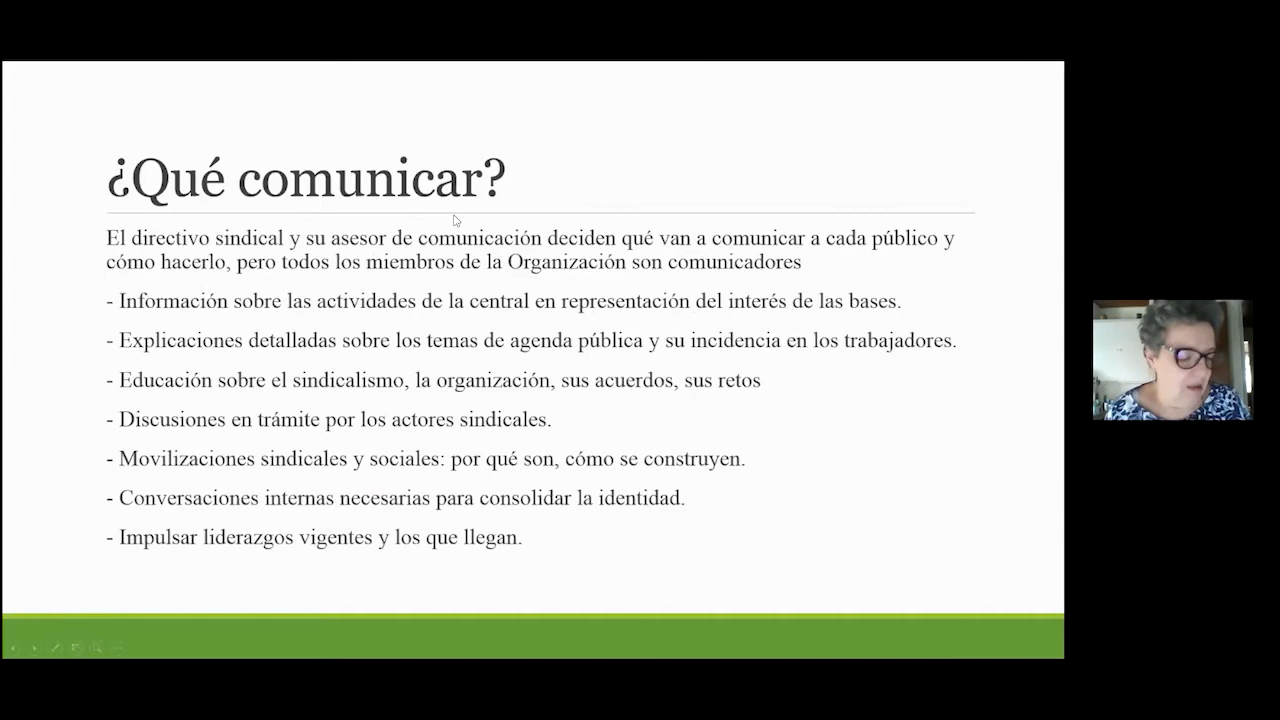 ¿Qué comunicar?
El directivo sindical y su asesor de comunicación deciden qué van a comunicar a cada público y
cómo hacerlo, pero todos los miembros de la Organización son comunicadores
- Información sobre las actividades de la central en representación del interés de las bases.
- Explicaciones detalladas sobre los temas de agenda pública y su incidencia en los trabajadores.
- Educación sobre el sindicalismo, la organización, sus acuerdos, sus retos
- Discusiones en trámite por los actores sindicales.
- Movilizaciones sindicales y sociales: por qué son, cómo se construyen.
- Conversaciones internas necesarias para consolidar la identidad.
- Impulsar liderazgos vigentes y los que llegan.